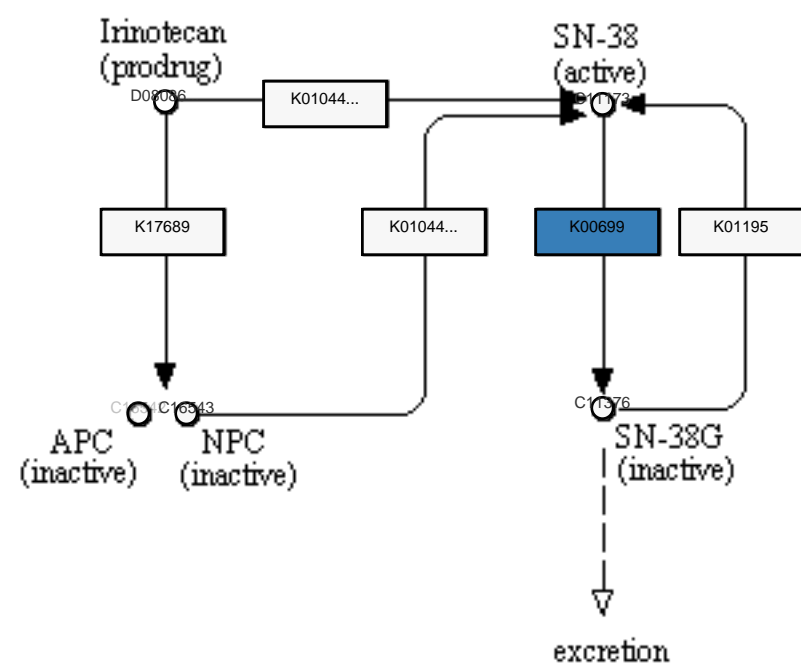 Irinotecan
(prodrug)
SN-38
(active)
D08086
K01044...
C11173
K17689
K01044...
K00699
K01195
C16543
C11376
APC
(inactive)
NPC
(inactive)
SN-38G
(inactive)
excretion